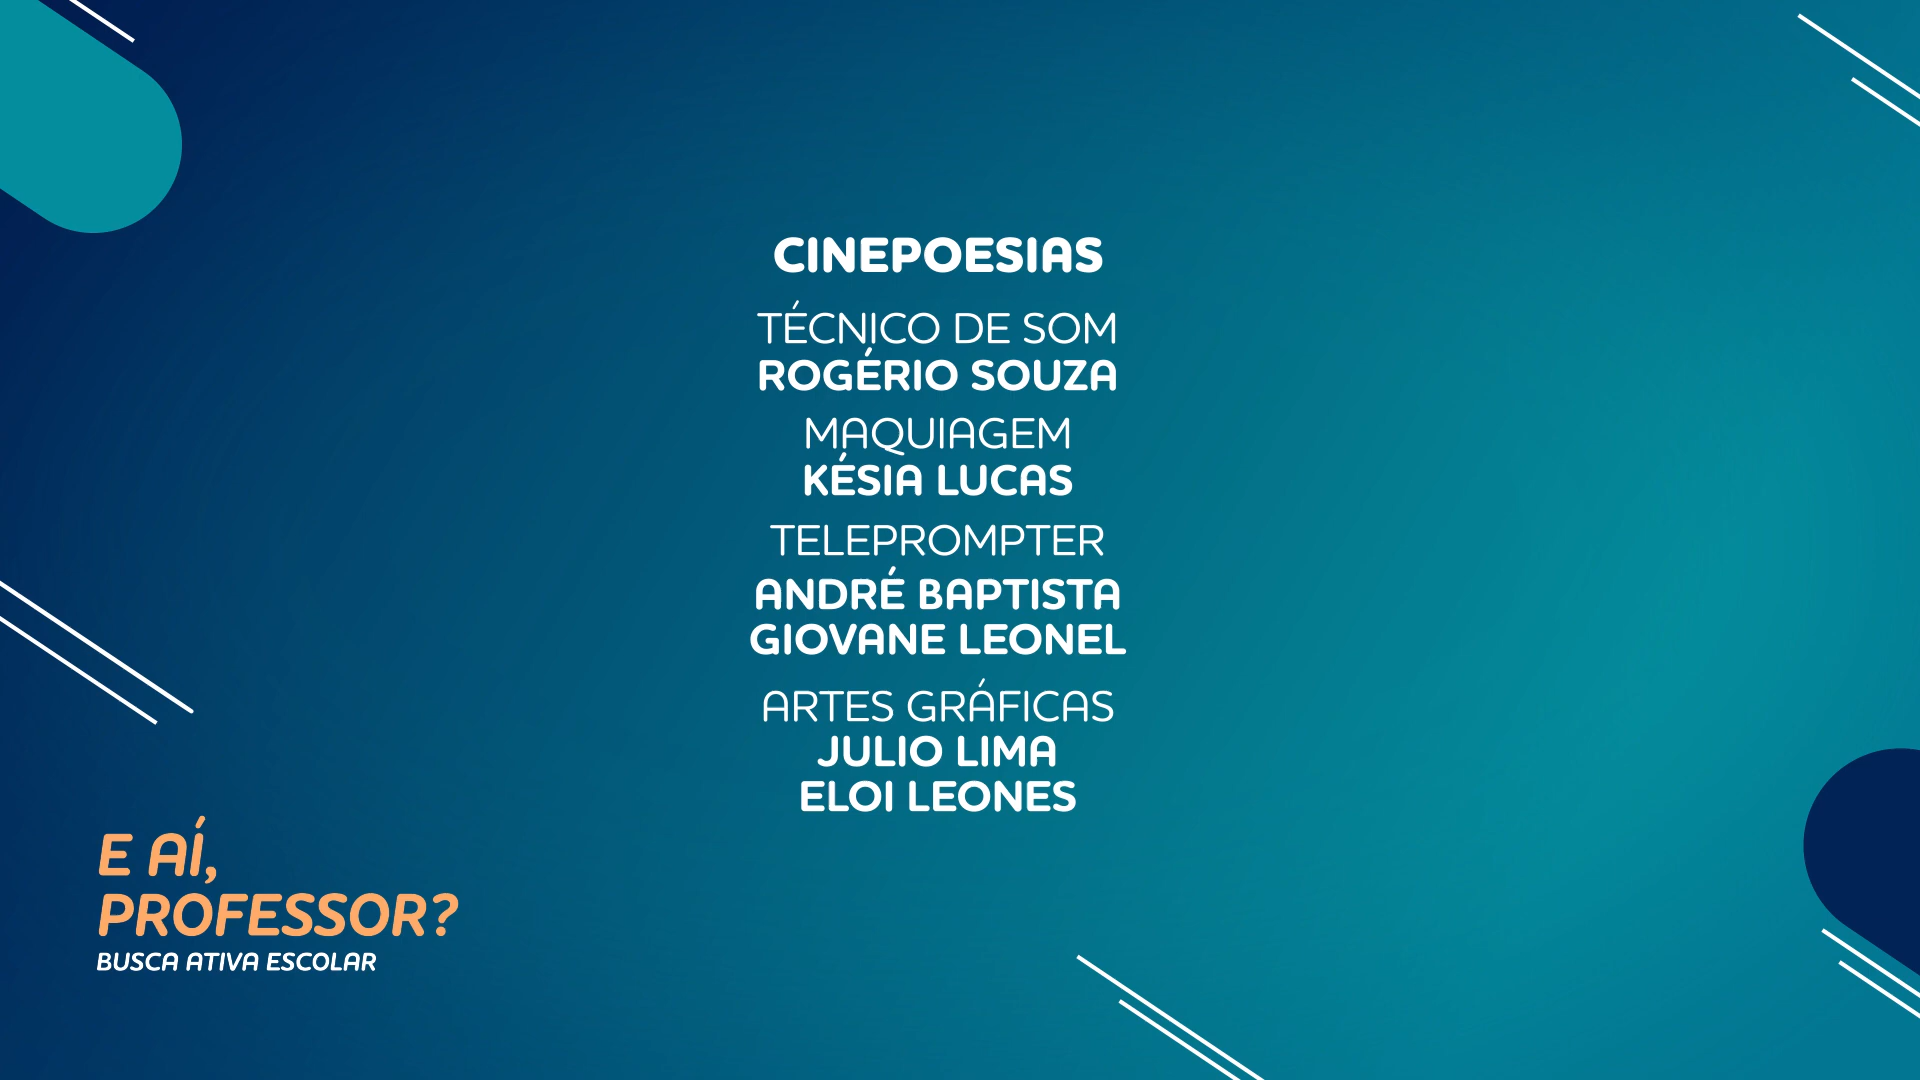 CINEPOESIAS
TÉCNICO DE SOM
ROGÉRIO SOUZA
MAQUIAGEM
KÉSIA LUCAS
TELEPROMPTER
ANDRÉ BAPTISTA
GIOVANE LEONEL
ARTES GRÁFICAS
JULIO LIMA
ELOI LEONES
E AÍ,
PROFESSOR?
BUSCA ATIVA ESCOLAR